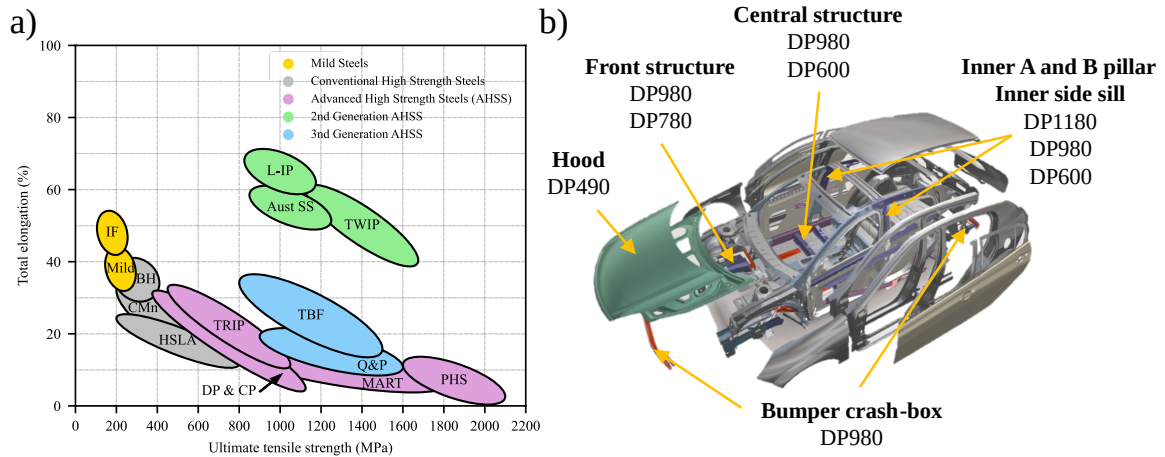 a)
100
80
60
40
20
0
Total elongation (%)
0 200 400 600 800 1000 1200 1400 1600 1800 2000 2200
Ultimate tensile strength (MPa)
Mild Steels
Conventional High Strength Steels
Advanced High Strength Steels (AHSS)
2nd Generation AHSS
3nd Generation AHSS
L-IP
Aust SS
TWIP
IF
Mild
BH
CMn
HSLA
TRIP
TBF
Q&P
MART
PHS
DP & CP
b)
Central structure
DP980
DP600
Front structure
DP980
DP780
Inner A and B pillar
Inner side sill
DP1180
DP980
DP600
Hood
DP490
Bumper crash-box
DP980